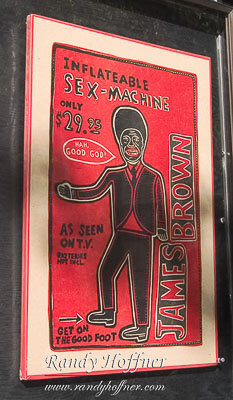 INFLATEABLE
SEX-MACHINE
ONLY
$29.95
HAH,
GOOD GOD!
AS SEEN
ON T.V.
BATTERIES
NOT INCL.
JAMES BROWN
GET ON
THE GOOD FOOT
Randy Hoffner
www.randyhoffner.com